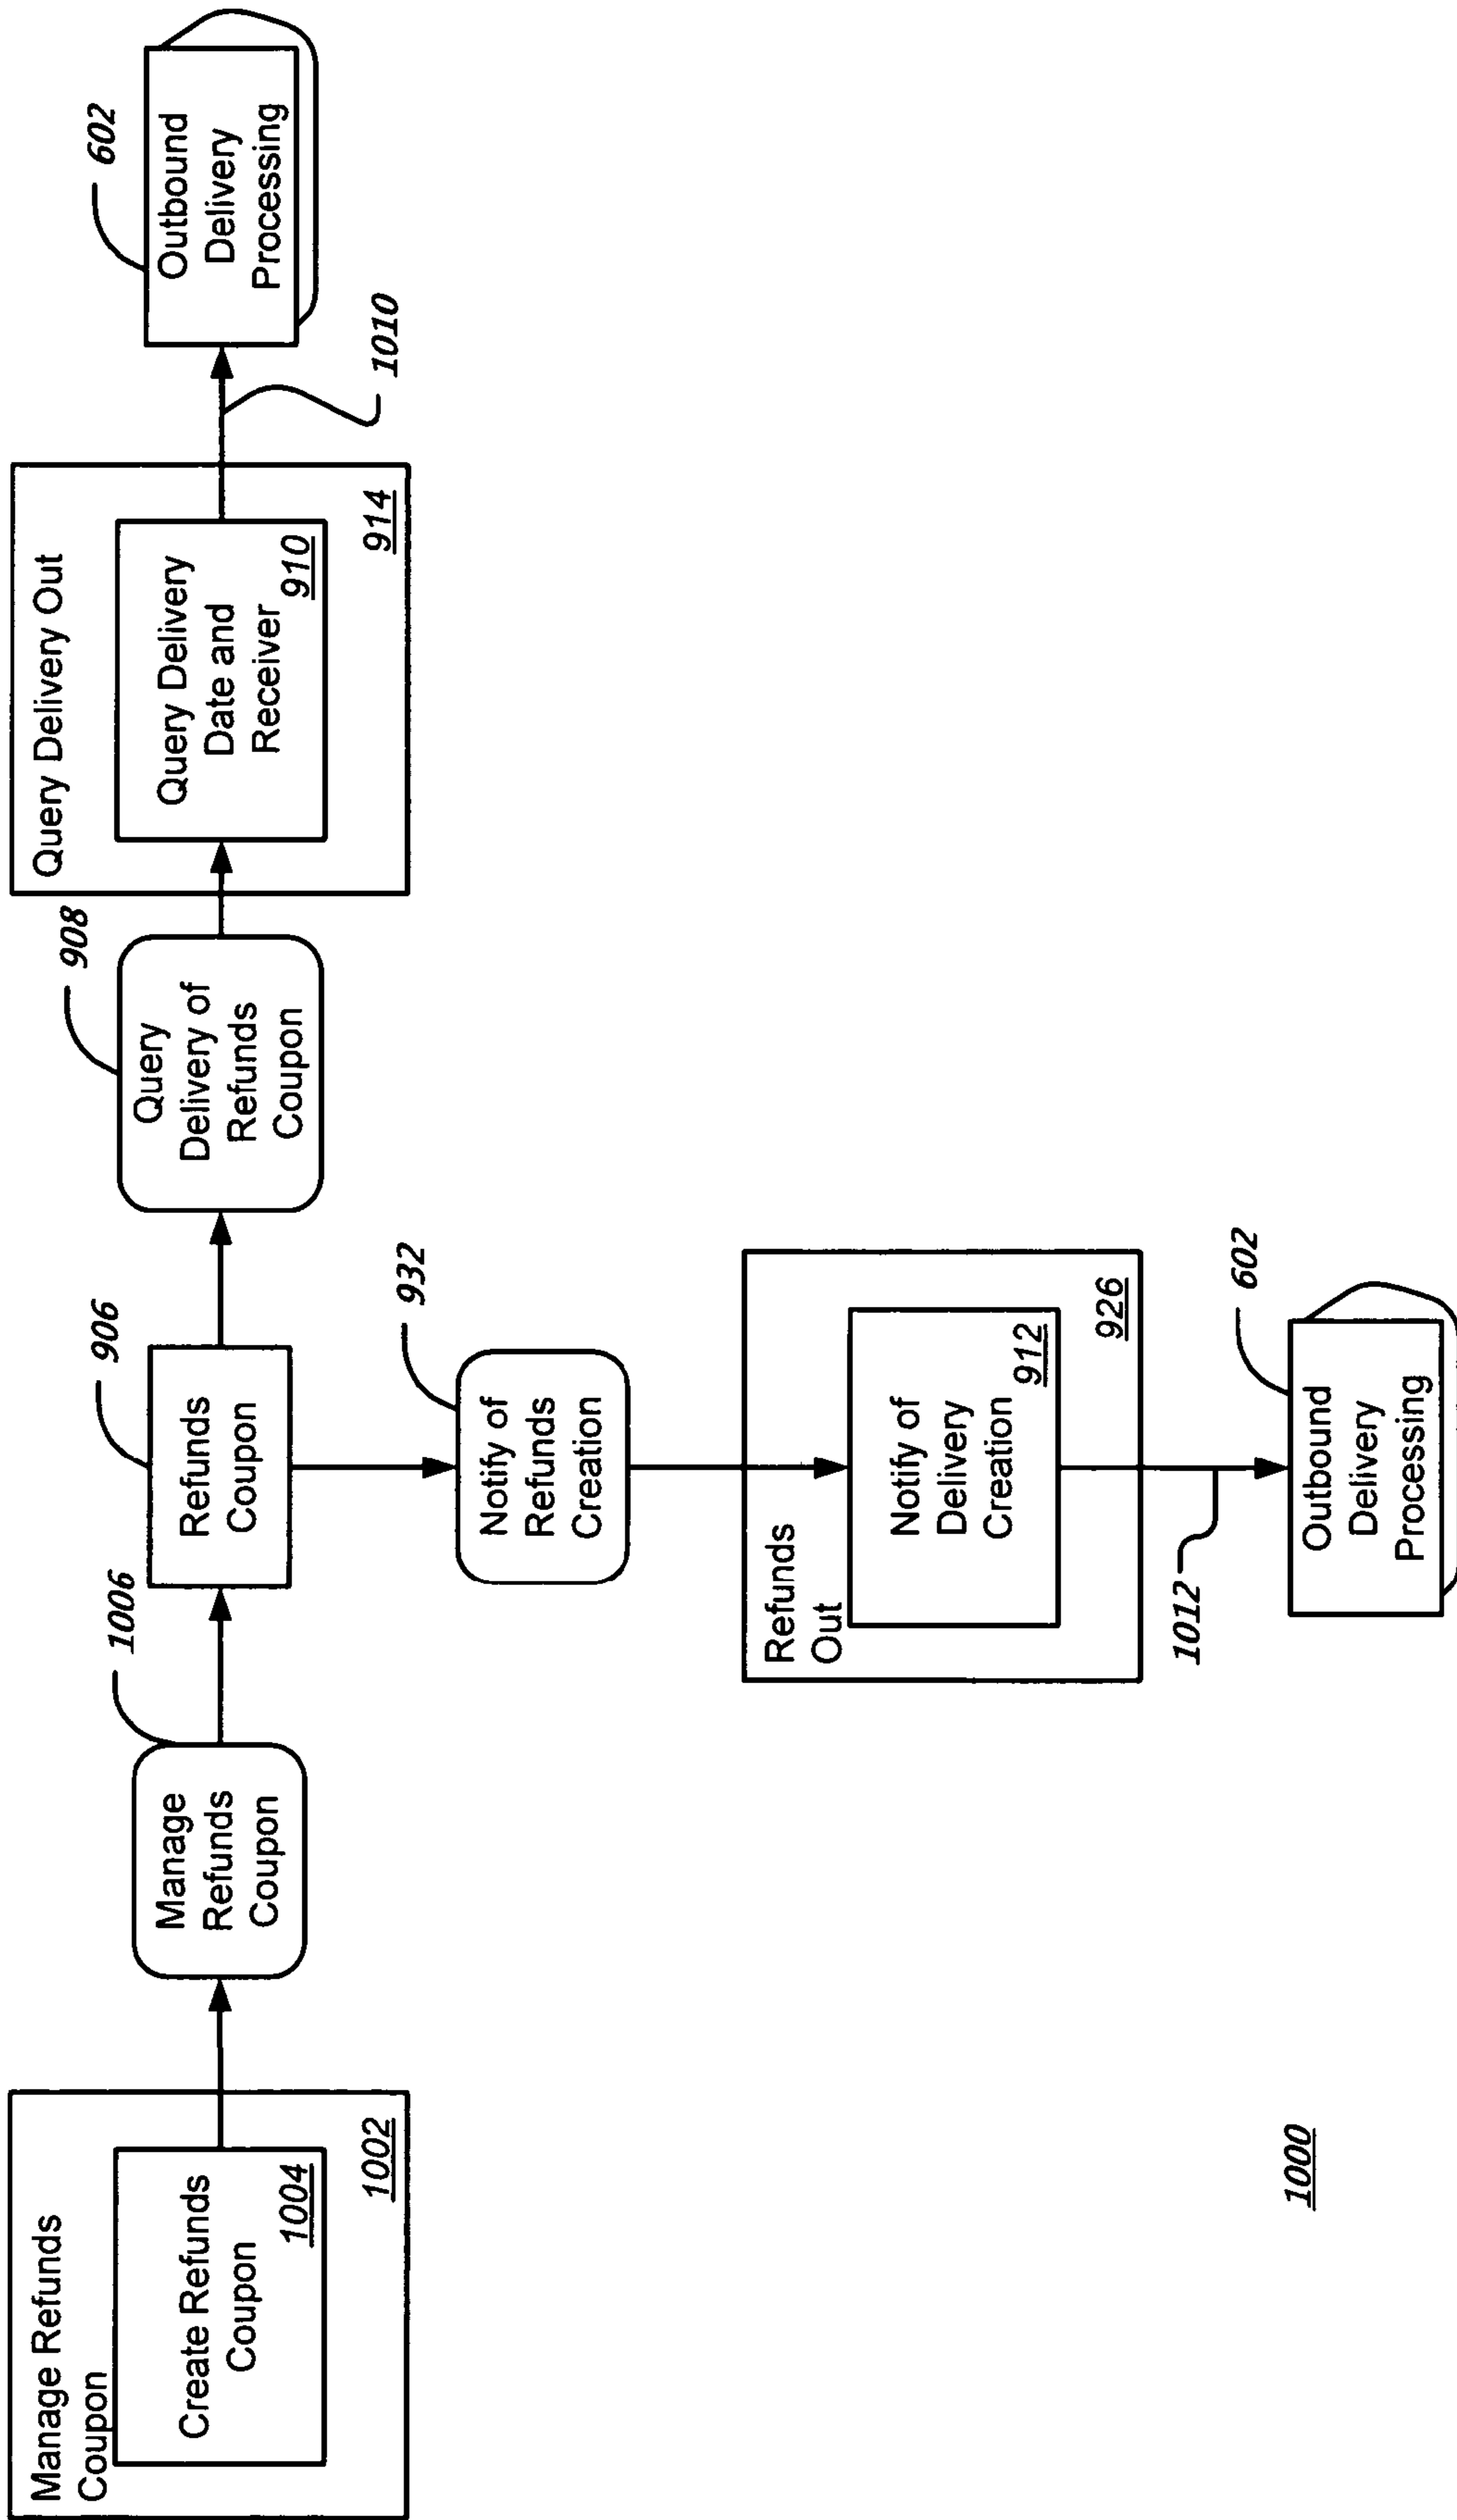 Manage Refunds
Coupon
Create Refunds
Coupon
1004
1002
1006
Manage
Refunds
Coupon
906
Refunds
Coupon
908
Query
Delivery of
Refunds
Coupon
Query Delivery Out
Query Delivery
Date and
Receiver
910
914
1010
602
Outbound
Delivery
Processing
932
Notify of
Refunds
Creation
Refunds
Out
Notify of
Delivery
Creation
912
926
1012
602
Outbound
Delivery
Processing
1000